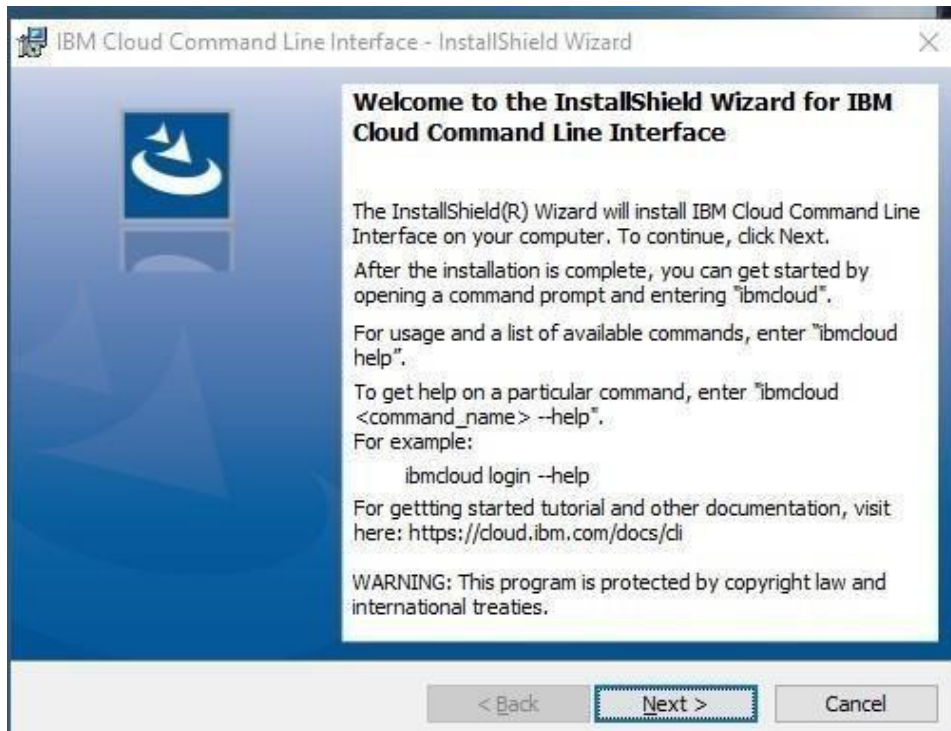 IBM Cloud Command Line Interface - InstallShield Wizard
Welcome to the InstallShield Wizard for IBM
Cloud Command Line Interface
The InstallShield(R) Wizard will install IBM Cloud Command Line
Interface on your computer. To continue, click Next.
After the installation is complete, you can get started by
opening a command prompt and entering "ibmcloud".
For usage and a list of available commands, enter "ibmcloud
help".
To get help on a particular command, enter "ibmcloud
<command_name> --help".
For example:
ibmcloud login --help
For gettting started tutorial and other documentation, visit
here: https://cloud.ibm.com/docs/cli
WARNING: This program is protected by copyright law and
international treaties.
< Back
Next >
Cancel